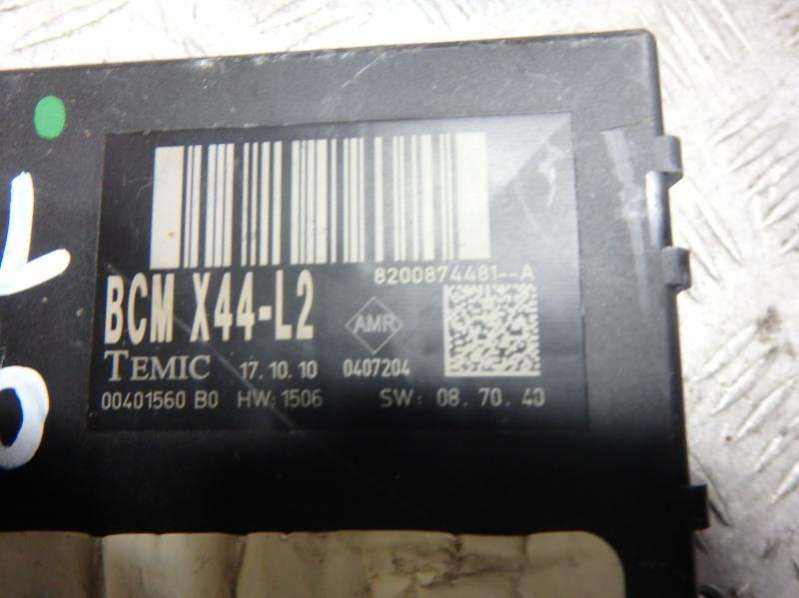 8200874481--A
BCM X44-L2
AMR
TEMIC 17.10.10 0407204
00401560 B0 HW:1506 SW: 08.70.40